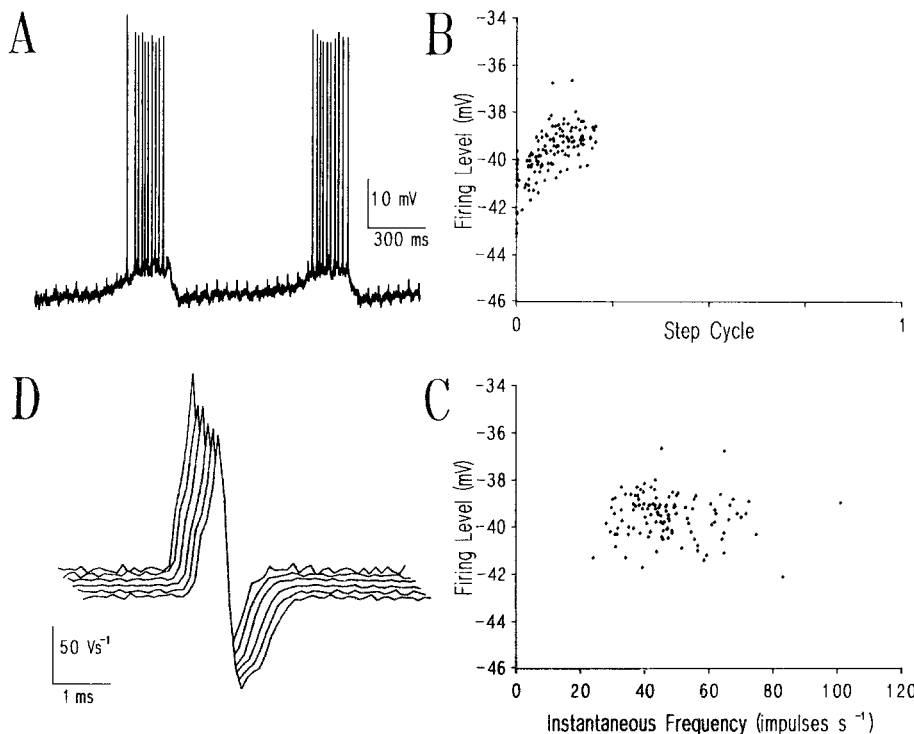 A
10 mV
300 ms
B
Firing Level (mV)
-34
-36
-38
-40
-42
-44
-46
0
Step Cycle
1
D
50 Vs⁻¹
1 ms
C
Firing Level (mV)
-34
-36
-38
-40
-42
-44
-46
0 20 40 60 80 100 120
Instantaneous Frequency (impulses s⁻¹)